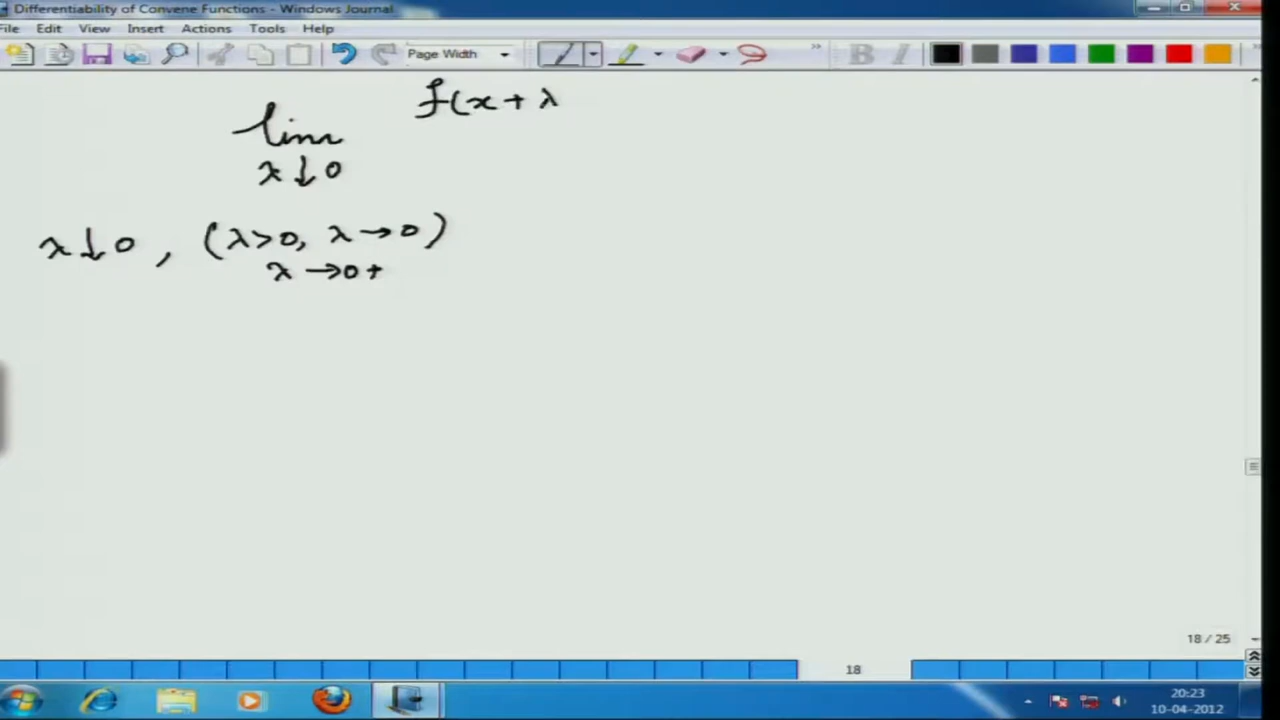 Differentiability of Convene Functions - Windows Journal
File Edit View Insert Actions Tools Help
Page Width
B I
f(x + λ
lim
λ↓0
λ↓0 , (λ>0, λ→0)
λ→0+
18 / 25
18
20:23
10-04-2012